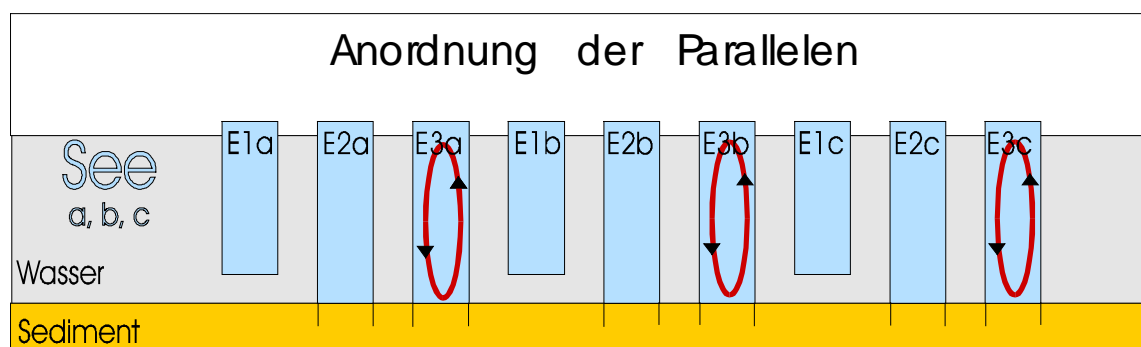 Anordnung der Parallelen
E1a E2a E3a E1b E2b E3b E1c E2c E3c
See
a, b, c
Wasser
Sediment